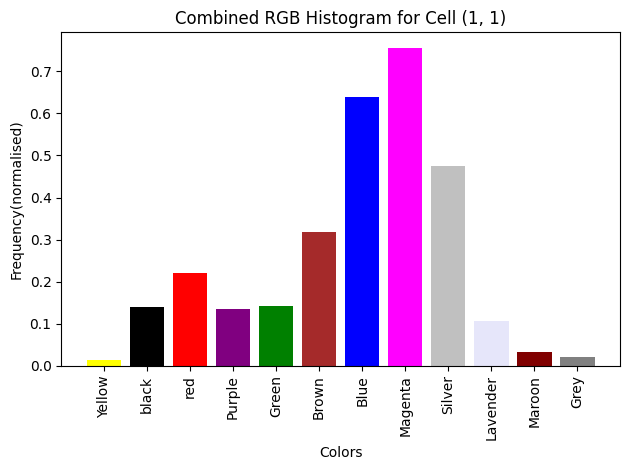 Combined RGB Histogram for Cell (1, 1)
Frequency(normalised)
0.7
0.6
0.5
0.4
0.3
0.2
0.1
0.0
Yellow
black
red
Purple
Green
Brown
Blue
Magenta
Silver
Lavender
Maroon
Grey
Colors